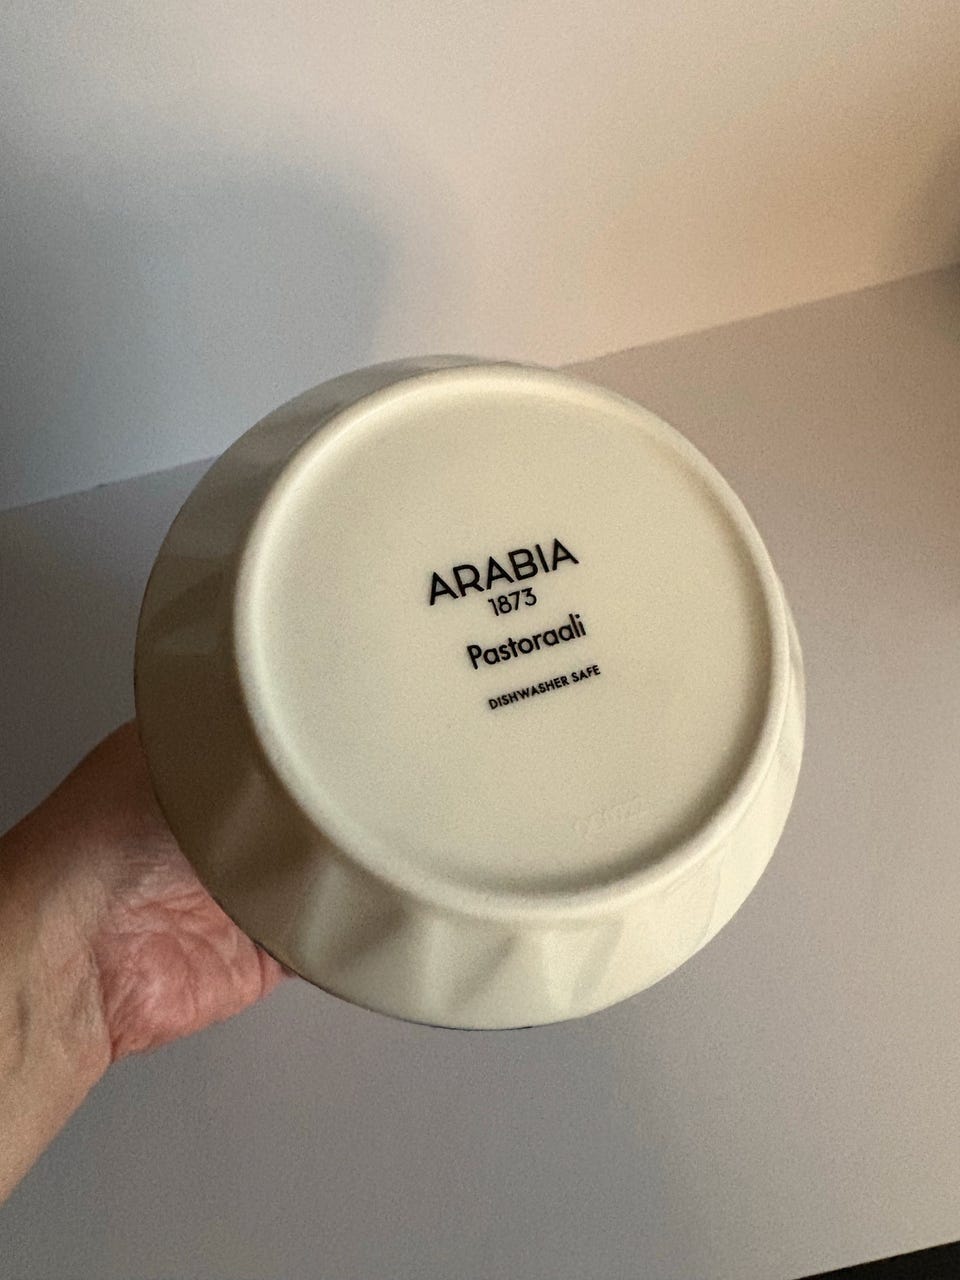 ARABIA
1873
Pastoraali
DISHWASHER SAFE